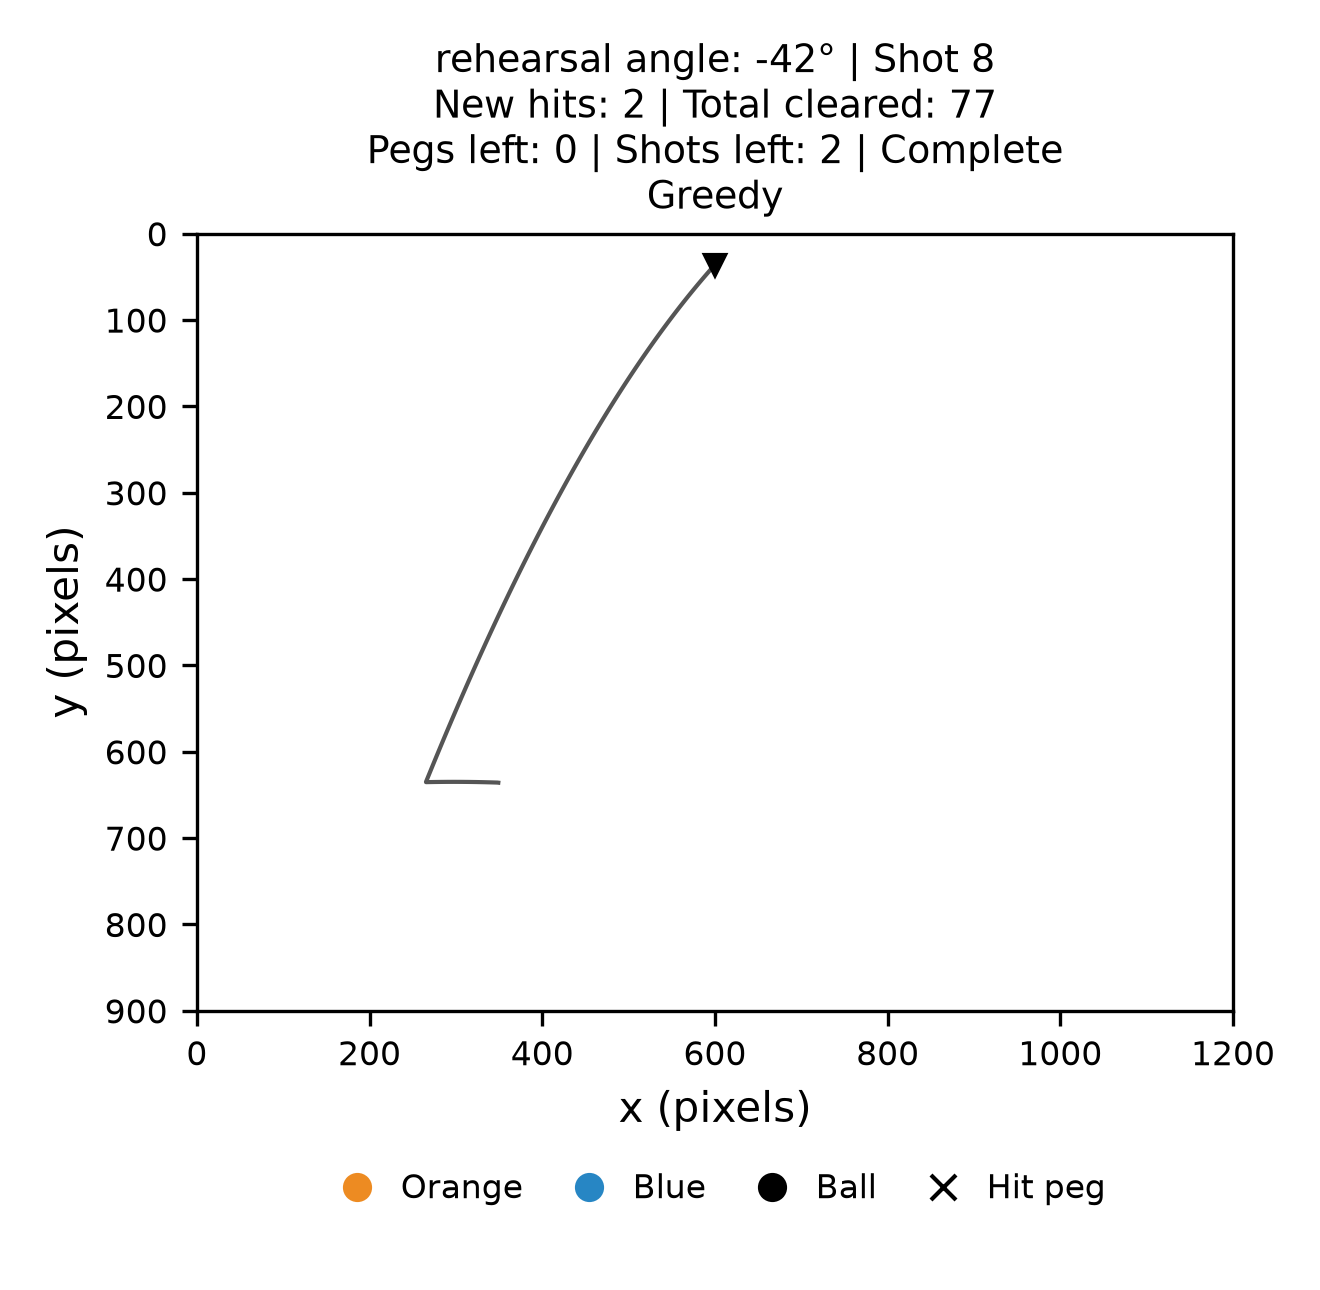 rehearsal angle: -42° | Shot 8
New hits: 2 | Total cleared: 77
Pegs left: 0 | Shots left: 2 | Complete
Greedy
0
100
200
300
400
500
600
700
800
900
y (pixels)
0 200 400 600 800 1000 1200
x (pixels)
Orange Blue Ball Hit peg